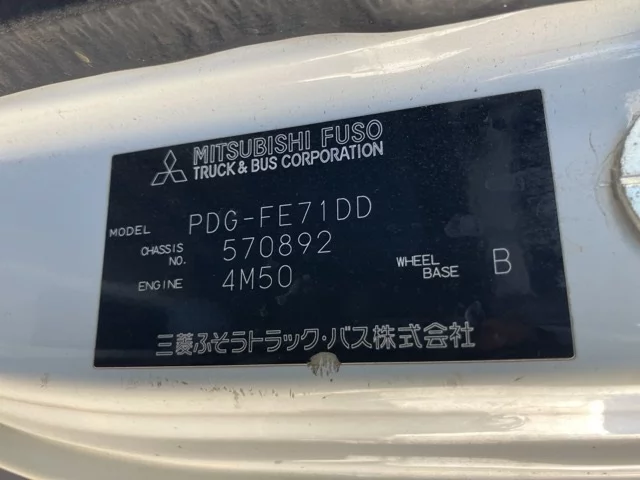 MITSUBISHI FUSO
TRUCK & BUS CORPORATION
MODEL PDG-FE71DD
CHASSIS NO. 570892
ENGINE 4M50
WHEEL BASE B
三菱ふそうトラック・バス株式会社